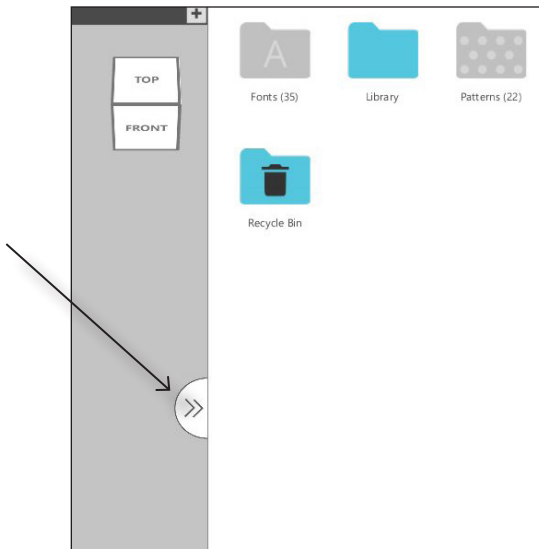 +
TOP
FRONT
A
Fonts (35)
Library
Patterns (22)
Recycle Bin